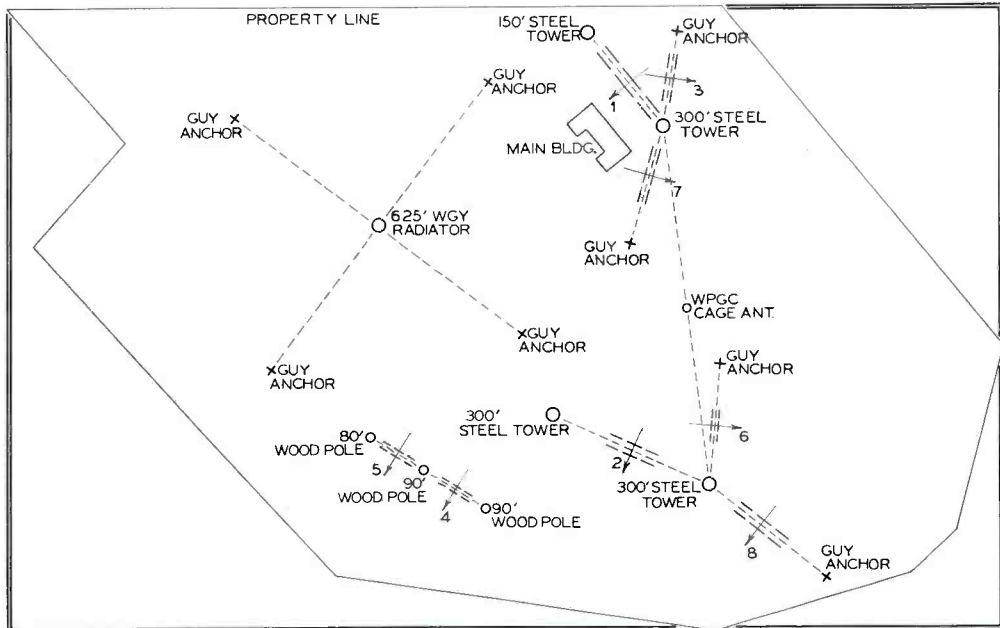 PROPERTY LINE
150' STEEL
TOWER
GUY
ANCHOR
GUY
ANCHOR
GUY
ANCHOR
1
3
300' STEEL
TOWER
MAIN BLDG.
7
625' WGY
RADIATOR
GUY
ANCHOR
WPGC
CAGE ANT.
GUY
ANCHOR
GUY
ANCHOR
GUY
ANCHOR
300'
STEEL TOWER
80'
WOOD POLE
5
90'
WOOD POLE
4
90'
WOOD POLE
2
6
300' STEEL
TOWER
8
GUY
ANCHOR